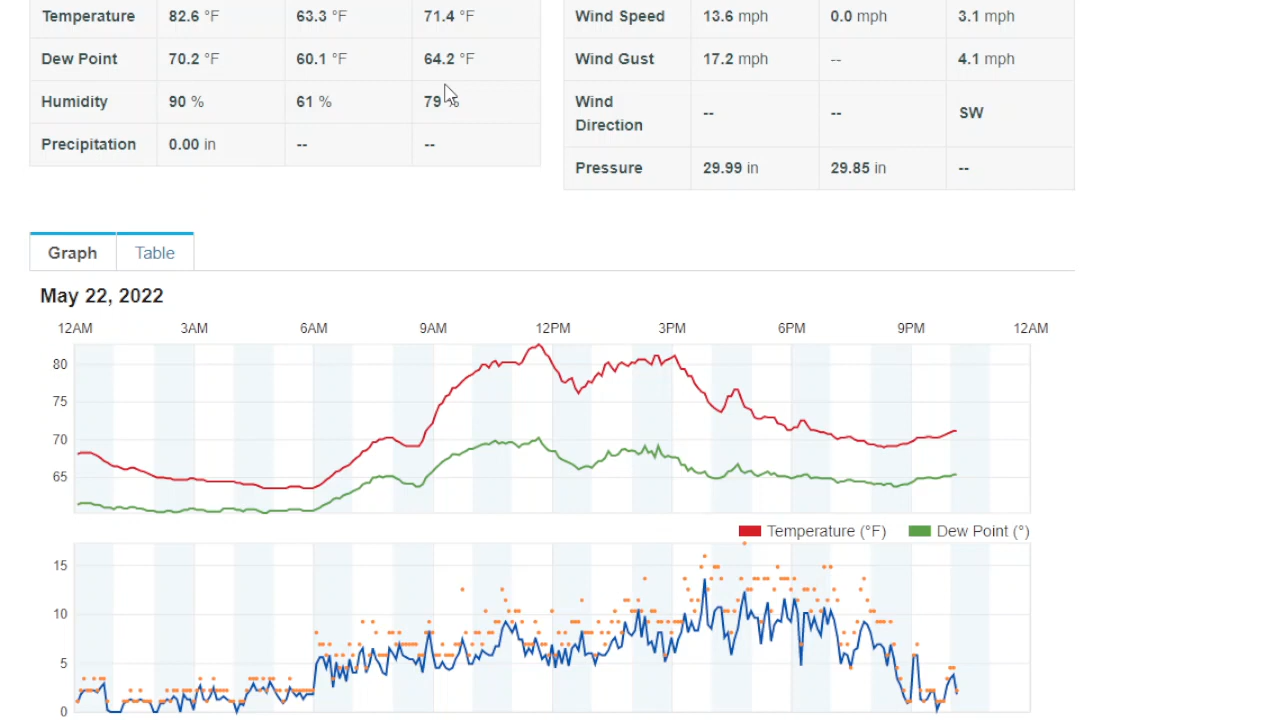 Temperature 82.6 °F 63.3 °F 71.4 °F
Dew Point 70.2 °F 60.1 °F 64.2 °F
Humidity 90 % 61 % 79 %
Precipitation 0.00 in -- --
Wind Speed 13.6 mph 0.0 mph 3.1 mph
Wind Gust 17.2 mph -- 4.1 mph
Wind
Direction -- -- SW
Pressure 29.99 in 29.85 in --
Graph Table
May 22, 2022
12AM 3AM 6AM 9AM 12PM 3PM 6PM 9PM 12AM
80
75
70
65
Temperature (°F) Dew Point (°)
15
10
5
0